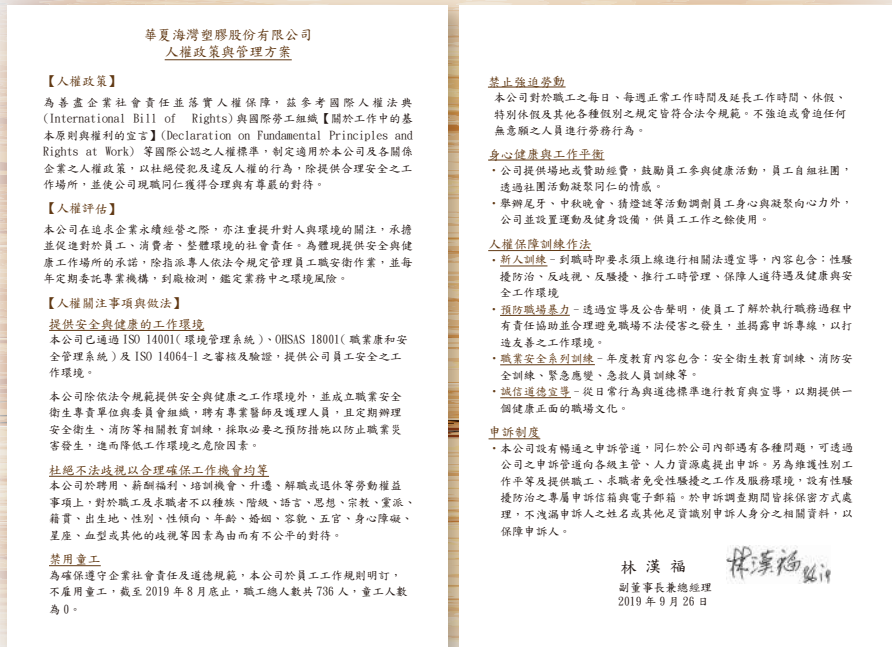 華夏海灣塑膠股份有限公司
人權政策與管理方案
【人權政策】
為善盡企業社會責任並落實人權保障，茲參考國際人權法典
(International Bill of Rights)與國際勞工組織【關於工作中的基
本原則與權利的宣言】(Declaration on Fundamental Principles and
Rights at Work) 等國際公認之人權標準，制定適用於本公司及各關係
企業之人權政策，以杜絕侵犯及違反人權的行為，除提供合理安全之工
作場所，並使公司現職同仁獲得合理與有尊嚴的對待。
【人權評估】
本公司在追求企業永續經營之際，亦注重提升對人與環境的關注，承擔
並促進對於員工、消費者、整體環境的社會責任。為體現提供安全與健
康工作場所的承諾，除指派專人依法令規定管理員工職安衛作業，並每
年定期委託專業機構，到廠檢測，鑑定業務中之環境風險。
【人權關注事項與做法】
提供安全與健康的工作環境
本公司已通過 ISO 14001(環境管理系統)、OHSAS 18001(職業康和安
全管理系統)及 ISO 14064-1 之審核及驗證，提供公司員工安全之工
作環境。
本公司除依法令規範提供安全與健康之工作環境外，並成立職業安全
衛生專責單位與委員會組織，聘有專業醫師及護理人員，且定期辦理
安全衛生、消防等相關教育訓練，採取必要之預防措施以防止職業災
害發生，進而降低工作環境之危險因素。
杜絕不法歧視以合理確保工作機會均等
本公司於聘用、薪酬福利、培訓機會、升遷、解職或退休等勞動權益
事項上，對於職工及求職者不以種族、階級、語言、思想、宗教、黨派、
籍貫、出生地、性別、性傾向、年齡、婚姻、容貌、五官、身心障礙、
星座、血型或其他的歧視等因素為由而有不公平的對待。
禁用童工
為確保遵守企業社會責任及道德規範，本公司於員工工作規則明訂，
不雇用童工，截至 2019 年 8 月底止，職工總人數共 736 人，童工人數
為 0。
禁止強迫勞動
本公司對於職工之每日、每週正常工作時間及延長工作時間、休假、
特別休假及其他各種假別之規定皆符合法令規範。不強迫或脅迫任何
無意願之人員進行勞務行為。
身心健康與工作平衡
・公司提供場地或贊助經費，鼓勵員工參與健康活動，員工自組社團，
透過社團活動凝聚同仁的情感。
・舉辦尾牙、中秋晚會、猜燈謎等活動調劑員工身心與凝聚向心力外，
公司並設置運動及健身設備，供員工工作之餘使用。
人權保障訓練作法
・新人訓練－到職時即要求須上線進行相關法遵宣導，內容包含：性騷
擾防治、反歧視、反騷擾、推行工時管理、保障人道待遇及健康與安
全工作環境
・預防職場暴力－透過宣導及公告聲明，使員工了解於執行職務過程中
有責任協助並合理避免職場不法侵害之發生，並揭露申訴專線，以打
造友善之工作環境。
・職業安全系列訓練－年度教育內容包含：安全衛生教育訓練、消防安
全訓練、緊急應變、急救人員訓練等。
・誠信道德宣導－從日常行為與道德標準進行教育與宣導，以期提供一
個健康正面的職場文化。
申訴制度
・本公司設有暢通之申訴管道，同仁於公司內部遇有各種問題，可透過
公司之申訴管道向各級主管、人力資源處提出申訴。另為維護性別工
作平等及提供職工、求職者免受性騷擾之工作及服務環境，設有性騷
擾防治之專屬申訴信箱與電子郵箱。於申訴調查期間皆採保密方式處
理，不洩漏申訴人之姓名或其他足資識別申訴人身分之相關資料，以
保障申訴人。
林 漢 福
林漢福
副董事長兼總經理
2019 年 9 月 26 日